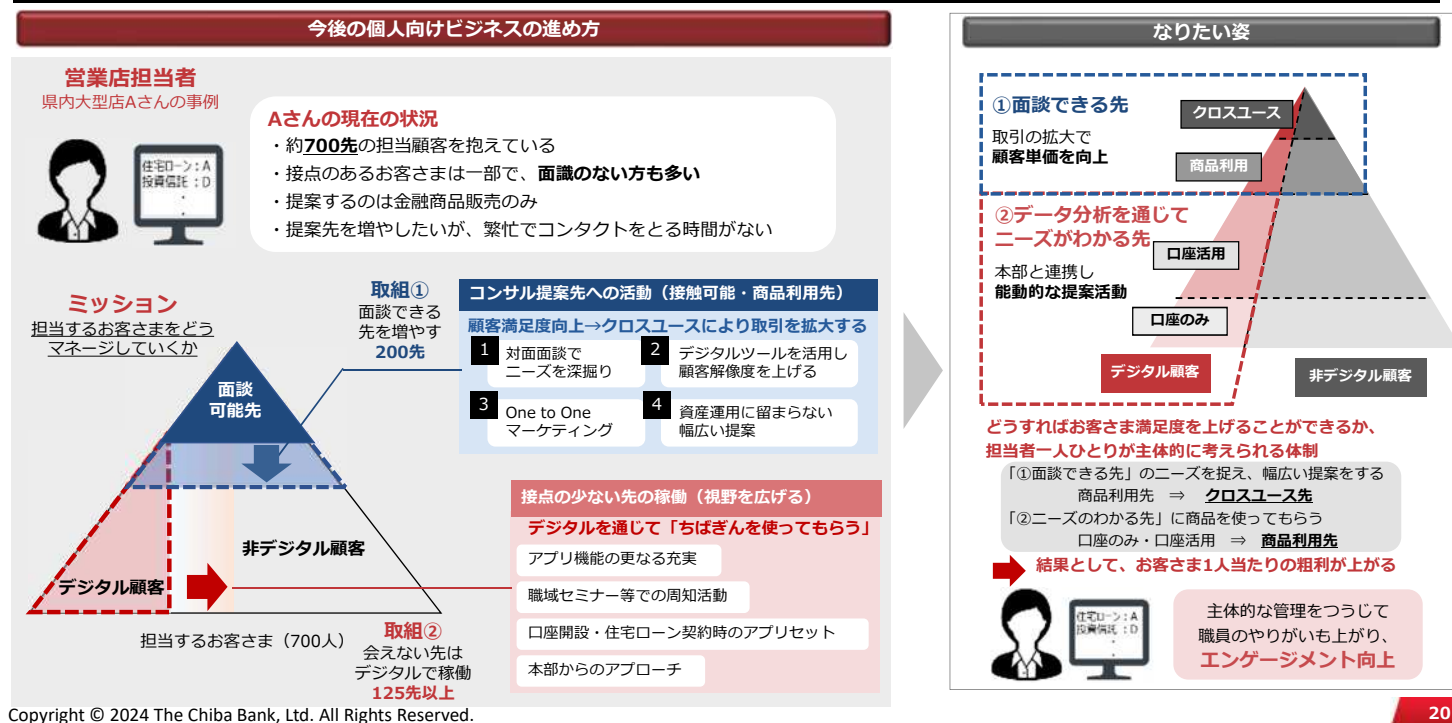 今後の個人向けビジネスの進め方
営業店担当者
県内大型店Aさんの事例
住宅ローン:A
投資信託:D
・
・
Aさんの現在の状況
・約700先の担当顧客を抱えている
・接点のあるお客さまは一部で、面識のない方も多い
・提案するのは金融商品販売のみ
・提案先を増やしたいが、繁忙でコンタクトをとる時間がない
ミッション
担当するお客さまをどう
マネージしていくか
取組①
面談できる
先を増やす
200先
面談
可能先
非デジタル顧客
デジタル顧客
担当するお客さま（700人）
取組②
会えない先は
デジタルで稼働
125先以上
コンサル提案先への活動（接触可能・商品利用先）
顧客満足度向上→クロスユースにより取引を拡大する
1 対面面談で
ニーズを深掘り
2 デジタルツールを活用し
顧客解像度を上げる
3 One to One
マーケティング
4 資産運用に留まらない
幅広い提案
接点の少ない先の稼働（視野を広げる）
デジタルを通じて「ちばぎんを使ってもらう」
アプリ機能の更なる充実
職域セミナー等での周知活動
口座開設・住宅ローン契約時のアプリセット
本部からのアプローチ
なりたい姿
①面談できる先
取引の拡大で
顧客単価を向上
クロスユース
商品利用
②データ分析を通じて
ニーズがわかる先
本部と連携し
能動的な提案活動
口座活用
口座のみ
デジタル顧客
非デジタル顧客
どうすればお客さま満足度を上げることができるか、
担当者一人ひとりが主体的に考えられる体制
「①面談できる先」のニーズを捉え、幅広い提案をする
商品利用先 ⇒ クロスユース先
「②ニーズのわかる先」に商品を使ってもらう
口座のみ・口座活用 ⇒ 商品利用先
結果として、お客さま1人当たりの粗利が上がる
住宅ローン:A
投資信託:D
・
・
主体的な管理をつうじて
職員のやりがいも上がり、
エンゲージメント向上
Copyright © 2024 The Chiba Bank, Ltd. All Rights Reserved.
20